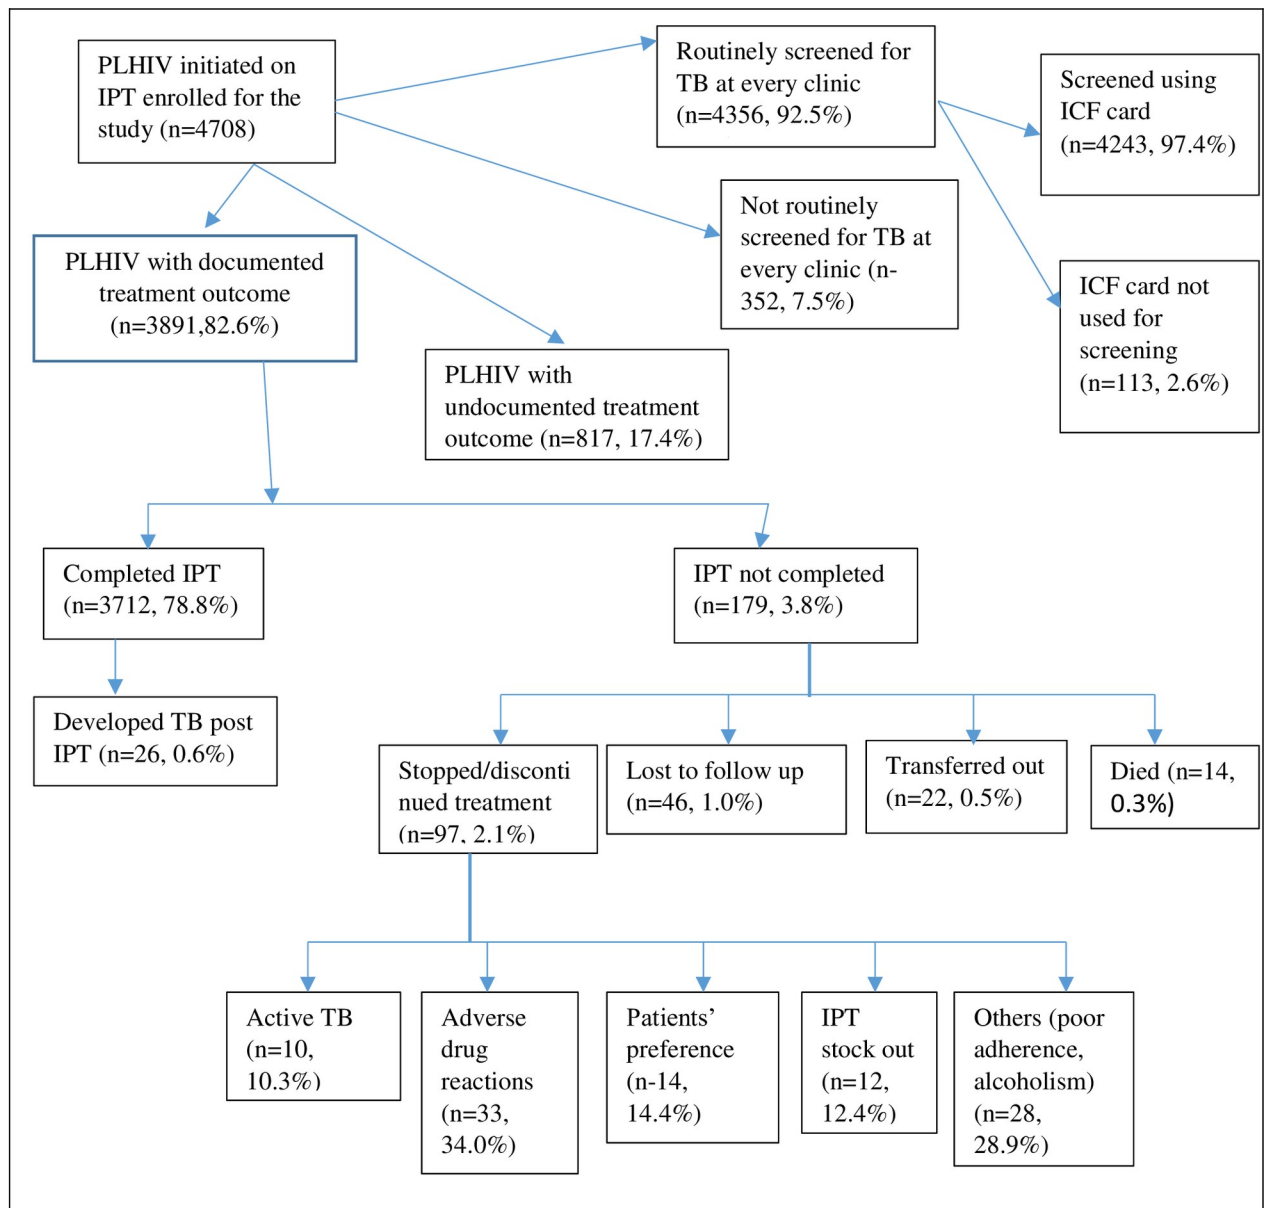 PLHIV initiated on
IPT enrolled for the
study (n=4708)
Routinely screened for
TB at every clinic
(n=4356, 92.5%)
Screened using
ICF card
(n=4243, 97.4%)
Not routinely
screened for TB at
every clinic (n-
352, 7.5%)
ICF card not
used for
screening
(n=113, 2.6%)
PLHIV with documented
treatment outcome
(n=3891,82.6%)
PLHIV with
undocumented treatment
outcome (n=817, 17.4%)
Completed IPT
(n=3712, 78.8%)
IPT not completed
(n=179, 3.8%)
Developed TB post
IPT (n=26, 0.6%)
Stopped/disconti
nued treatment
(n=97, 2.1%)
Lost to follow up
(n=46, 1.0%)
Transferred out
(n=22, 0.5%)
Died (n=14,
0.3%)
Active TB
(n=10,
10.3%)
Adverse
drug
reactions
(n=33,
34.0%)
Patients’
preference
(n-14,
14.4%)
IPT
stock out
(n=12,
12.4%)
Others (poor
adherence,
alcoholism)
(n=28,
28.9%)